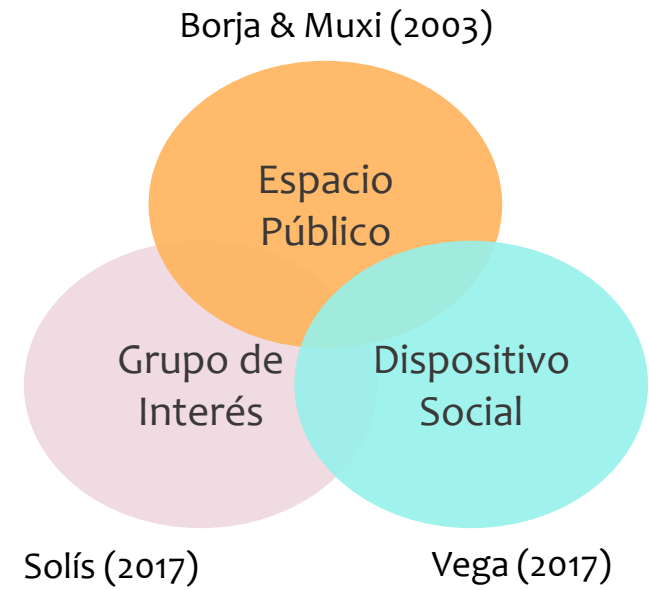 Borja & Muxi (2003)
Espacio
Público
Grupo de
Interés
Dispositivo
Social
Solís (2017)
Vega (2017)